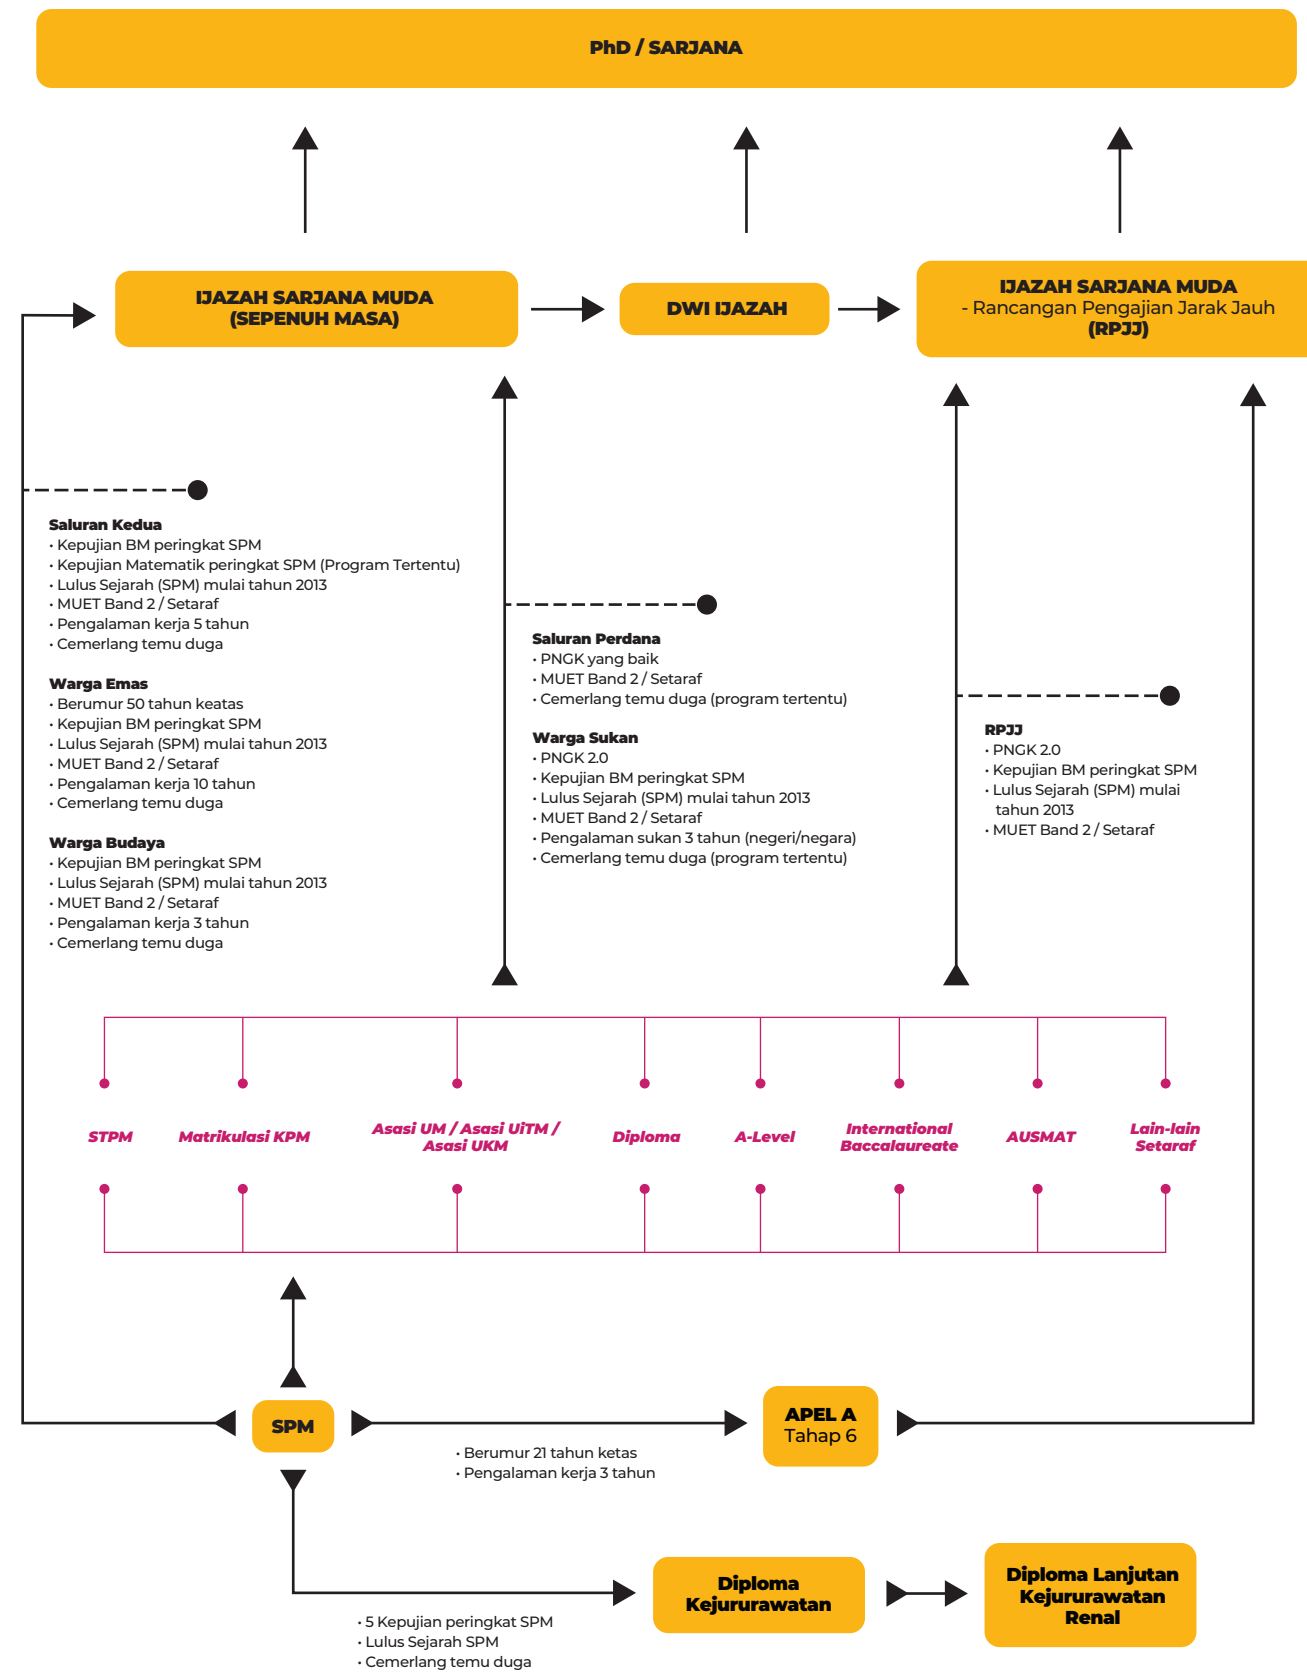 PhD / SARJANA
IJAZAH SARJANA MUDA
(SEPENUH MASA)
DWI IJAZAH
IJAZAH SARJANA MUDA
- Rancangan Pengajian Jarak Jauh
(RPJJ)
Saluran Kedua
• Kepujian BM peringkat SPM
• Kepujian Matematik peringkat SPM (Program Tertentu)
• Lulus Sejarah (SPM) mulai tahun 2013
• MUET Band 2 / Setaraf
• Pengalaman kerja 5 tahun
• Cemerlang temu duga
Warga Emas
• Berumur 50 tahun keatas
• Kepujian BM peringkat SPM
• Lulus Sejarah (SPM) mulai tahun 2013
• MUET Band 2 / Setaraf
• Pengalaman kerja 10 tahun
• Cemerlang temu duga
Warga Budaya
• Kepujian BM peringkat SPM
• Lulus Sejarah (SPM) mulai tahun 2013
• MUET Band 2 / Setaraf
• Pengalaman kerja 3 tahun
• Cemerlang temu duga
Saluran Perdana
• PNGK yang baik
• MUET Band 2 / Setaraf
• Cemerlang temu duga (program tertentu)
Warga Sukan
• PNGK 2.0
• Kepujian BM peringkat SPM
• Lulus Sejarah (SPM) mulai tahun 2013
• MUET Band 2 / Setaraf
• Pengalaman sukan 3 tahun (negeri/negara)
• Cemerlang temu duga (program tertentu)
RPJJ
• PNGK 2.0
• Kepujian BM peringkat SPM
• Lulus Sejarah (SPM) mulai
tahun 2013
• MUET Band 2 / Setaraf
STPM
Matrikulasi KPM
Asasi UM / Asasi UiTM /
Asasi UKM
Diploma
A-Level
International
Baccalaureate
AUSMAT
Lain-lain
Setaraf
SPM
• Berumur 21 tahun ketas
• Pengalaman kerja 3 tahun
APEL A
Tahap 6
• 5 Kepujian peringkat SPM
• Lulus Sejarah SPM
• Cemerlang temu duga
Diploma
Kejururawatan
Diploma Lanjutan
Kejururawatan
Renal